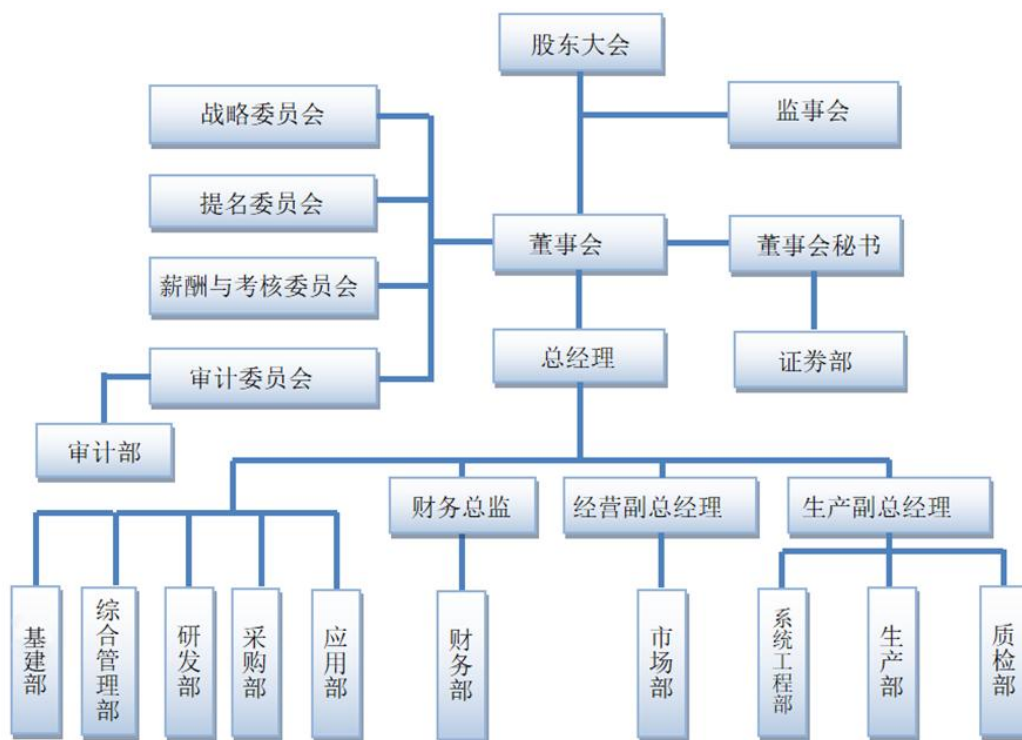 股东大会
战略委员会
监事会
提名委员会
董事会
董事会秘书
薪酬与考核委员会
总经理
证券部
审计委员会
审计部
财务总监
经营副总经理
生产副总经理
基建部
综合管理部
研发部
采购部
应用部
财务部
市场部
系统工程部
生产部
质检部